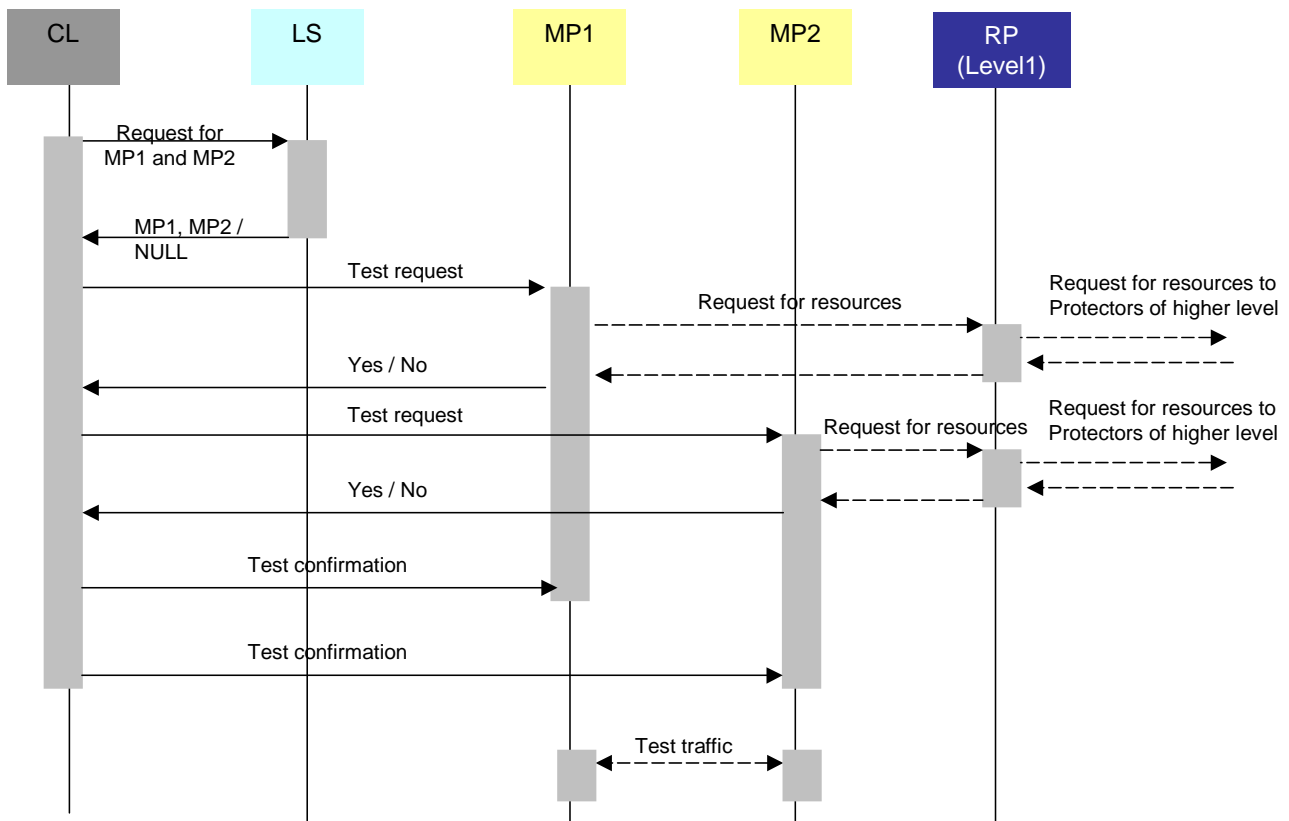 CL
LS
MP1
MP2
RP
(Level1)
Request for
MP1 and MP2
MP1, MP2 /
NULL
Test request
Request for resources
Request for resources to
Protectors of higher level
Yes / No
Test request
Request for resources
Request for resources to
Protectors of higher level
Yes / No
Test confirmation
Test confirmation
Test traffic